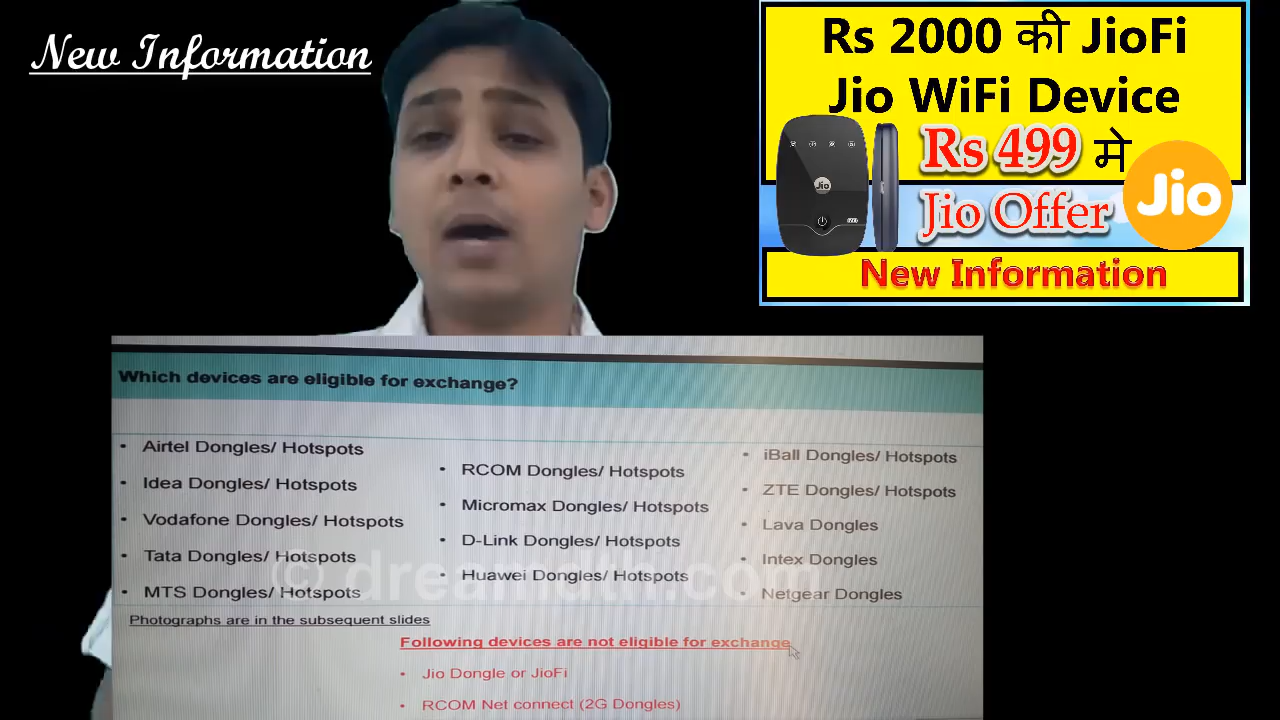 New Information
Rs 2000 की JioFi
Jio WiFi Device
Rs 499 मे
Jio Offer
Jio
Jio
New Information
Which devices are eligible for exchange?
• Airtel Dongles/ Hotspots
• Idea Dongles/ Hotspots
• Vodafone Dongles/ Hotspots
• Tata Dongles/ Hotspots
• MTS Dongles/ Hotspots
• RCOM Dongles/ Hotspots
• Micromax Dongles/ Hotspots
• D-Link Dongles/ Hotspots
• Huawei Dongles/ Hotspots
• iBall Dongles/ Hotspots
• ZTE Dongles/ Hotspots
• Lava Dongles
• Intex Dongles
• Netgear Dongles
Photographs are in the subsequent slides
Following devices are not eligible for exchange
• Jio Dongle or JioFi
• RCOM Net connect (2G Dongles)